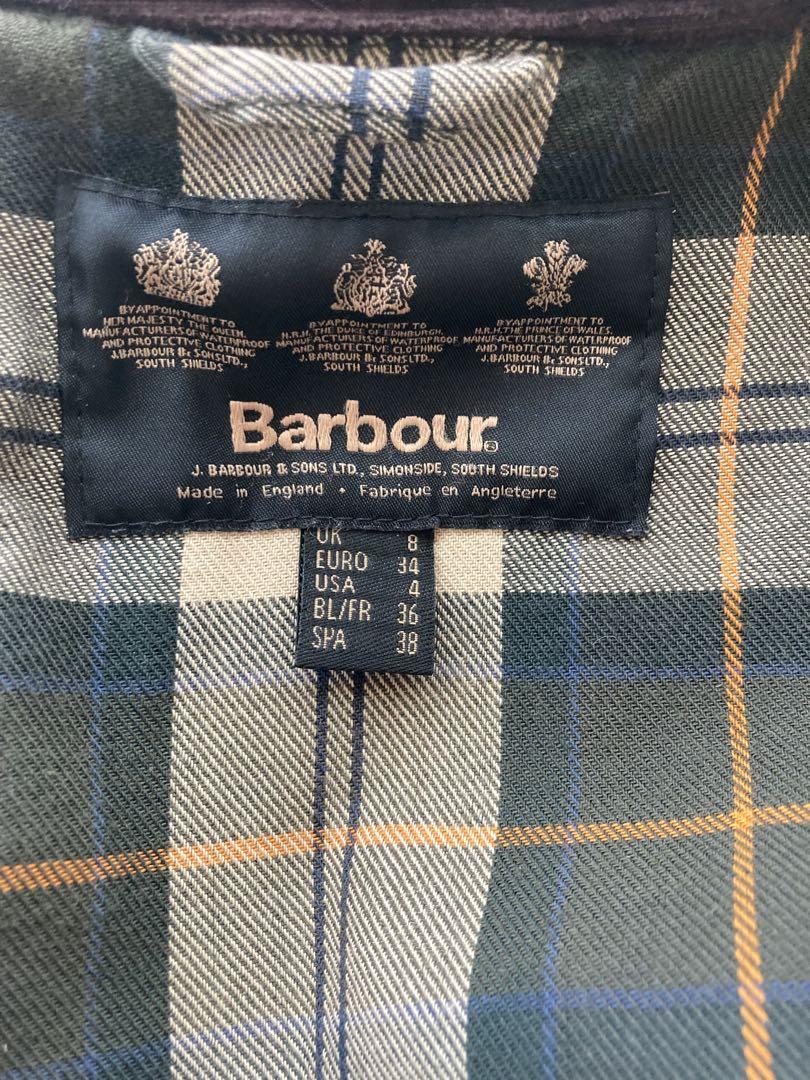 BY APPOINTMENT TO
HER MAJESTY THE QUEEN,
MANUFACTURERS OF WATERPROOF
AND PROTECTIVE CLOTHING
J.BARBOUR & SONS LTD.,
SOUTH SHIELDS
BY APPOINTMENT TO
H.R.H. THE DUKE OF EDINBURGH,
MANUFACTURERS OF WATERPROOF
AND PROTECTIVE CLOTHING
J.BARBOUR & SONS LTD.,
SOUTH SHIELDS
BY APPOINTMENT TO
H.R.H. THE PRINCE OF WALES,
MANUFACTURERS OF WATERPROOF
AND PROTECTIVE CLOTHING
J.BARBOUR & SONS LTD.,
SOUTH SHIELDS
Barbour®
J. BARBOUR & SONS LTD., SIMONSIDE, SOUTH SHIELDS
Made in England • Fabrique en Angleterre
UK 8
EURO 34
USA 4
BL/FR 36
SPA 38